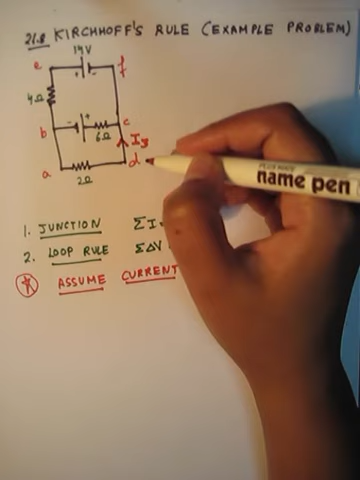 21.8 KIRCHHOFF'S RULE (EXAMPLE PROBLEM)
14V
e + - f
4Ω
b - + 6Ω c
I3
a 2Ω d
name pen
1. JUNCTION ΣI
2. LOOP RULE ΣΔV
* ASSUME CURRENT